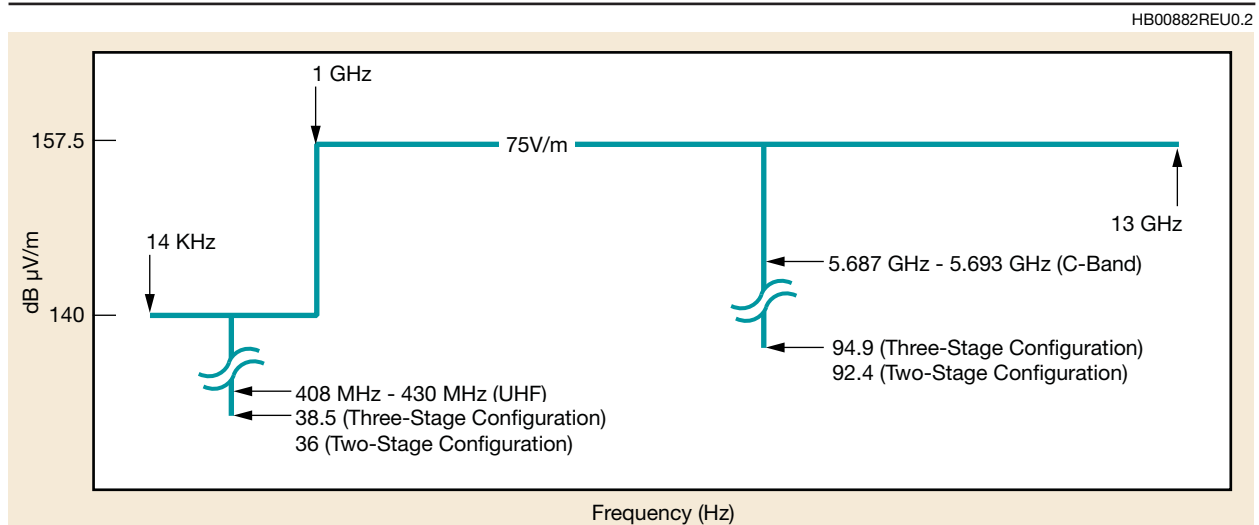 HB00882REU0.2
1 GHz
157.5
75V/m
13 GHz
14 KHz
dB µV/m
5.687 GHz - 5.693 GHz (C-Band)
140
94.9 (Three-Stage Configuration)
92.4 (Two-Stage Configuration)
408 MHz - 430 MHz (UHF)
38.5 (Three-Stage Configuration)
36 (Two-Stage Configuration)
Frequency (Hz)